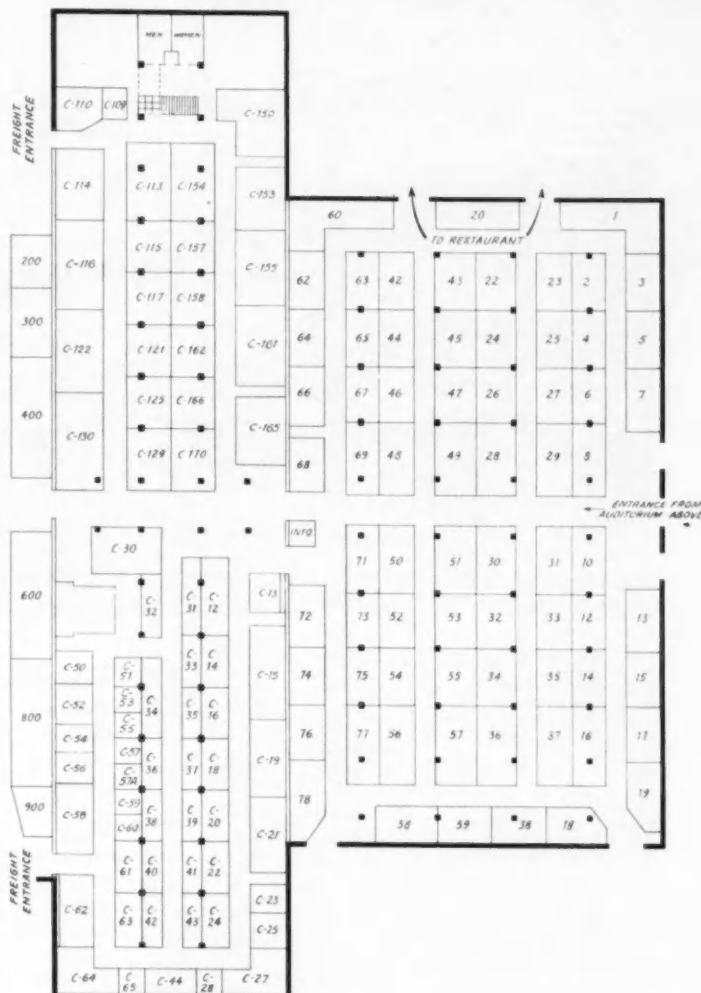 MEN WOMEN
C-110 C-109 C-150
FREIGHT
ENTRANCE
C-114 C-113 C-154 C-153
60 20 1
TO RESTAURANT
200 C-116 C-115 C-157 C-155 62 63 42 43 22 23 2 3
300 C-117 C-158
C-122 C-121 C-162 C-161 64 65 44 45 24 25 4 5
400 C-125 C-166 66 67 46 47 26 27 6 7
C-130 C-129 C-170 C-165 68 69 48 49 28 29 8
ENTRANCE FROM
AUDITORIUM ABOVE
INFO
C-30
71 50 51 30 31 10
600 C-32 C-31 C-12 C-13 72 73 52 53 32 33 12 13
C-50 C-51 C-33 C-14 C-15 74 75 54 55 34 35 14 15
C-52 C-53 C-34 C-35 C-16
800 C-54 C-55 C-19 76 77 56 57 36 37 16 17
C-56 C-57 C-36 C-37 C-18
C-57A
900 C-58 C-59 C-38 C-39 C-20 C-21 78 58 59 38 18 19
C-60
FREIGHT
ENTRANCE
C-61 C-40 C-41 C-22
C-62 C-63 C-42 C-43 C-24 C-23
C-25
C-64 C-65 C-44 C-28 C-27